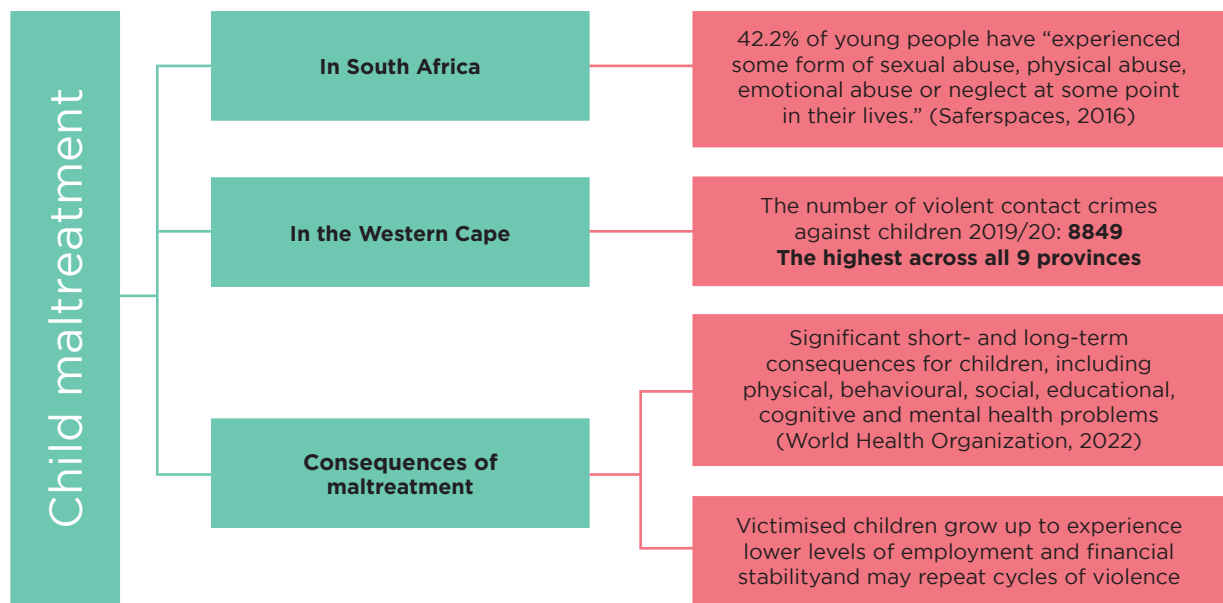 Child maltreatment
In South Africa
42.2% of young people have “experienced
some form of sexual abuse, physical abuse,
emotional abuse or neglect at some point
in their lives.” (Saferspaces, 2016)
In the Western Cape
The number of violent contact crimes
against children 2019/20: 8849
The highest across all 9 provinces
Consequences of
maltreatment
Significant short- and long-term
consequences for children, including
physical, behavioural, social, educational,
cognitive and mental health problems
(World Health Organization, 2022)
Victimised children grow up to experience
lower levels of employment and financial
stabilityand may repeat cycles of violence